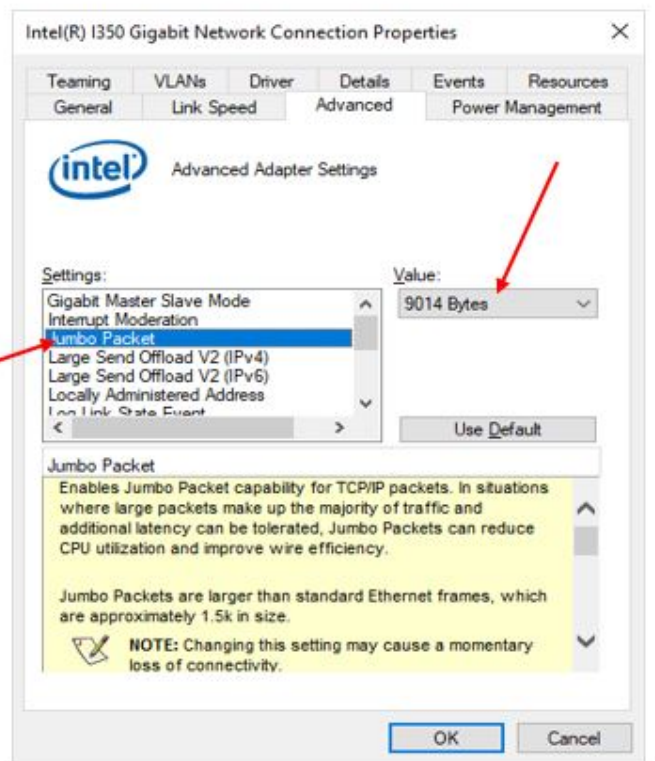 Intel(R) I350 Gigabit Network Connection Properties
Teaming VLANs Driver Details Events Resources
General Link Speed Advanced Power Management
intel Advanced Adapter Settings
Settings: Value:
Gigabit Master Slave Mode 9014 Bytes
Interrupt Moderation
Jumbo Packet
Large Send Offload V2 (IPv4)
Large Send Offload V2 (IPv6)
Locally Administered Address
Log Link State Event
Use Default
Jumbo Packet
Enables Jumbo Packet capability for TCP/IP packets. In situations
where large packets make up the majority of traffic and
additional latency can be tolerated, Jumbo Packets can reduce
CPU utilization and improve wire efficiency.
Jumbo Packets are larger than standard Ethernet frames, which
are approximately 1.5k in size.
NOTE: Changing this setting may cause a momentary
loss of connectivity.
OK Cancel